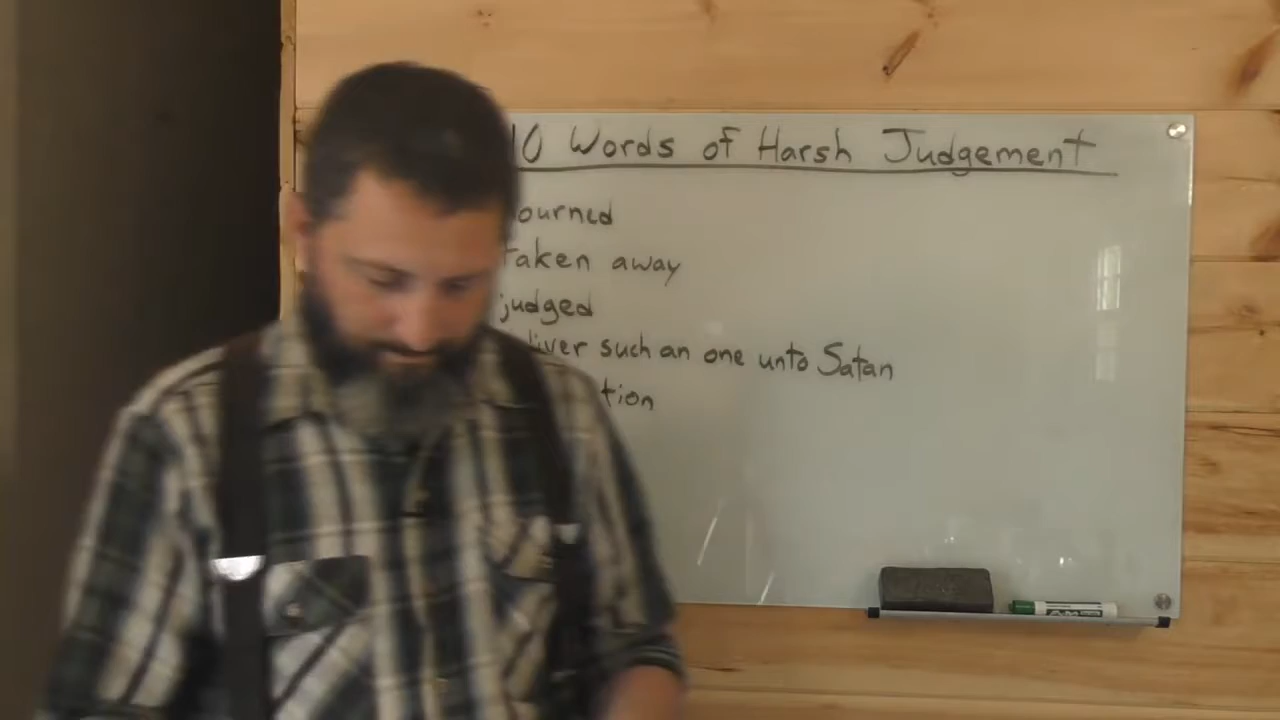 10 Words of Harsh Judgement
ourned
taken away
judged
liver such an one unto Satan
tion